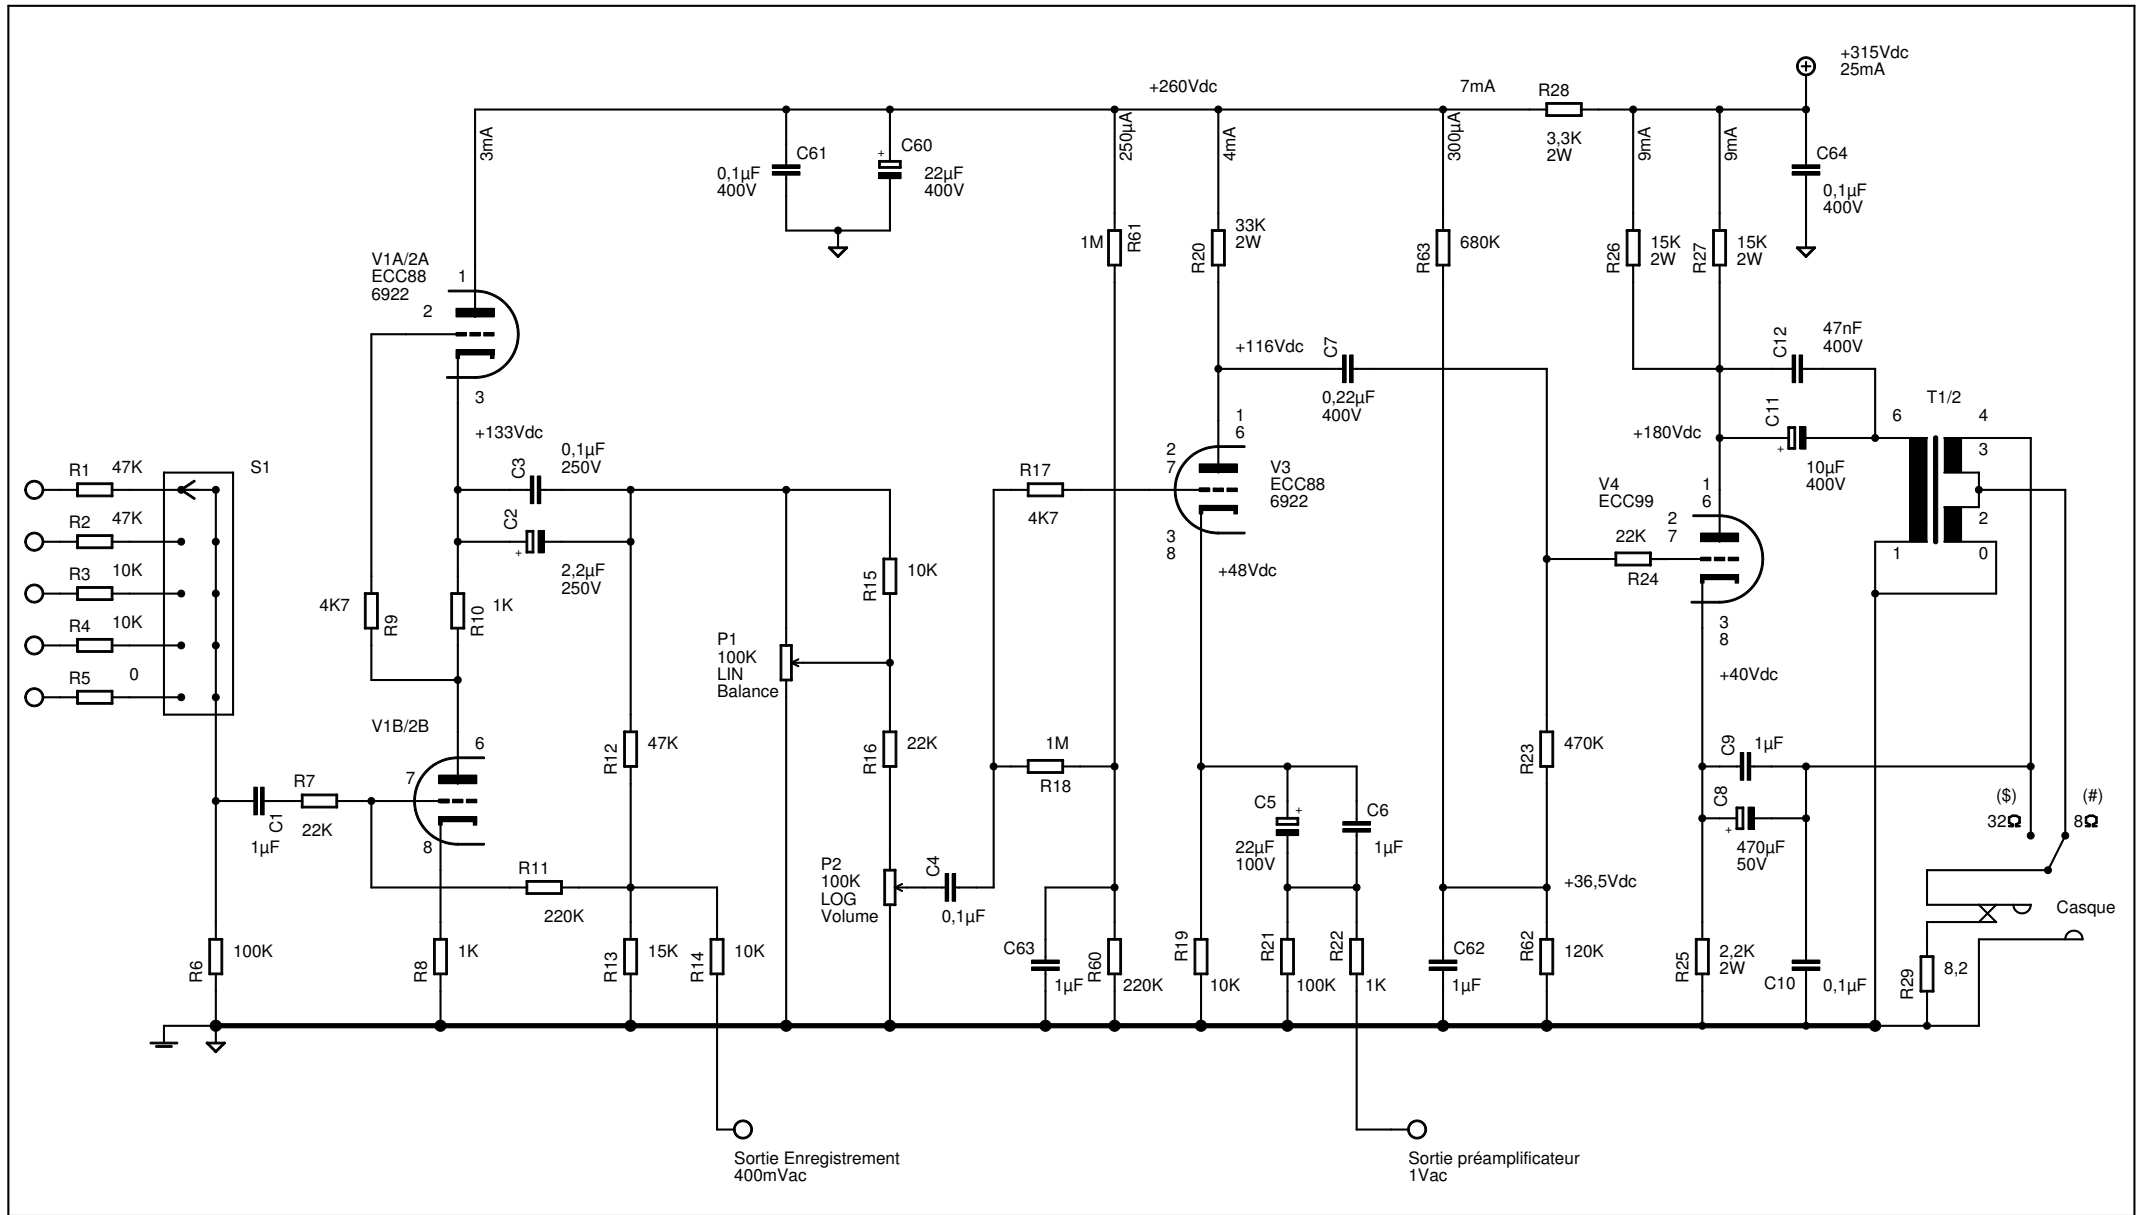 +315Vdc
25mA
+260Vdc
7mA
R28
3,3K
2W
3mA
250µA
4mA
300µA
9mA
9mA
C61
0,1µF
400V
C60
+
22µF
400V
C64
0,1µF
400V
1M
R61
R20
33K
2W
R63
680K
R26
15K
2W
R27
15K
2W
V1A/2A
ECC88
6922
1
2
3
+133Vdc
C3
0,1µF
250V
C2
+
2,2µF
250V
+116Vdc
C7
0,22µF
400V
C12
47nF
400V
C11
+
10µF
400V
T1/2
6
4
3
2
1
0
+180Vdc
S1
R1
47K
R2
47K
R3
10K
R4
10K
R5
0
4K7
R9
R10
1K
R15
10K
P1
100K
LIN
Balance
R17
4K7
1
6
2
7
3
8
V3
ECC88
6922
+48Vdc
V4
ECC99
1
6
2
7
3
8
22K
R24
+40Vdc
V1B/2B
6
7
8
R12
47K
R16
22K
1M
R18
R23
470K
C9
1µF
C8
+
470µF
50V
($)
32Ω
(#)
8Ω
C1
1µF
R7
22K
R11
220K
P2
100K
LOG
Volume
C4
0,1µF
C5
+
22µF
100V
C6
1µF
+36,5Vdc
Casque
R6
100K
R8
1K
R13
15K
R14
10K
C63
1µF
R60
220K
R19
10K
R21
100K
R22
1K
C62
1µF
R62
120K
R25
2,2K
2W
C10
0,1µF
R29
8,2
Sortie Enregistrement
400mVac
Sortie préamplificateur
1Vac